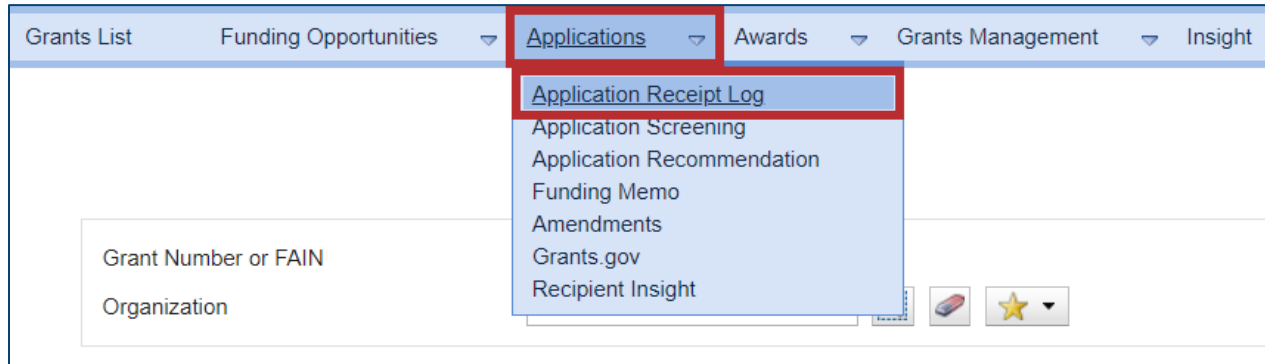 Grants List Funding Opportunities Applications Awards Grants Management Insight
Application Receipt Log
Application Screening
Application Recommendation
Funding Memo
Amendments
Grants.gov
Recipient Insight
Grant Number or FAIN
Organization